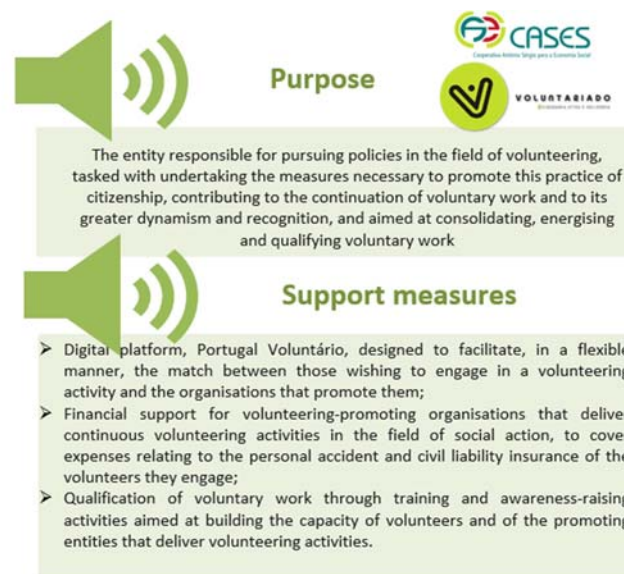 CASES
Cooperativa António Sérgio para a Economia Social
Purpose
VOLUNTARIADO
The entity responsible for pursuing policies in the field of volunteering,
tasked with undertaking the measures necessary to promote this practice of
citizenship, contributing to the continuation of voluntary work and to its
greater dynamism and recognition, and aimed at consolidating, energising
and qualifying voluntary work
Support measures
➤ Digital platform, Portugal Voluntário, designed to facilitate, in a flexible
manner, the match between those wishing to engage in a volunteering
activity and the organisations that promote them;
➤ Financial support for volunteering-promoting organisations that delive
continuous volunteering activities in the field of social action, to cove
expenses relating to the personal accident and civil liability insurance of the
volunteers they engage;
➤ Qualification of voluntary work through training and awareness-raising
activities aimed at building the capacity of volunteers and of the promoting
entities that deliver volunteering activities.